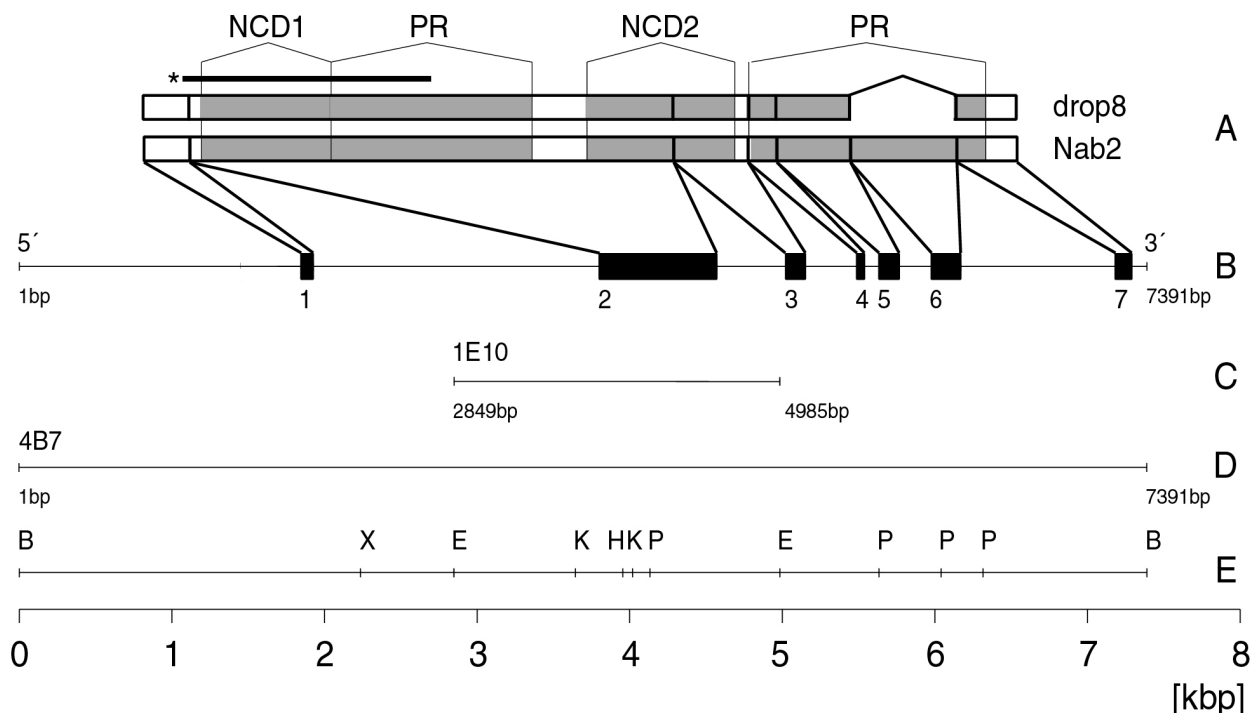 NCD1 PR NCD2 PR
*
drop8
A
Nab2
5´ 3´
B
1bp 1 2 3 4 5 6 7 7391bp
1E10
C
2849bp 4985bp
4B7
D
1bp 7391bp
B X E K H K P E P P P B
E
0 1 2 3 4 5 6 7 8
[kbp]